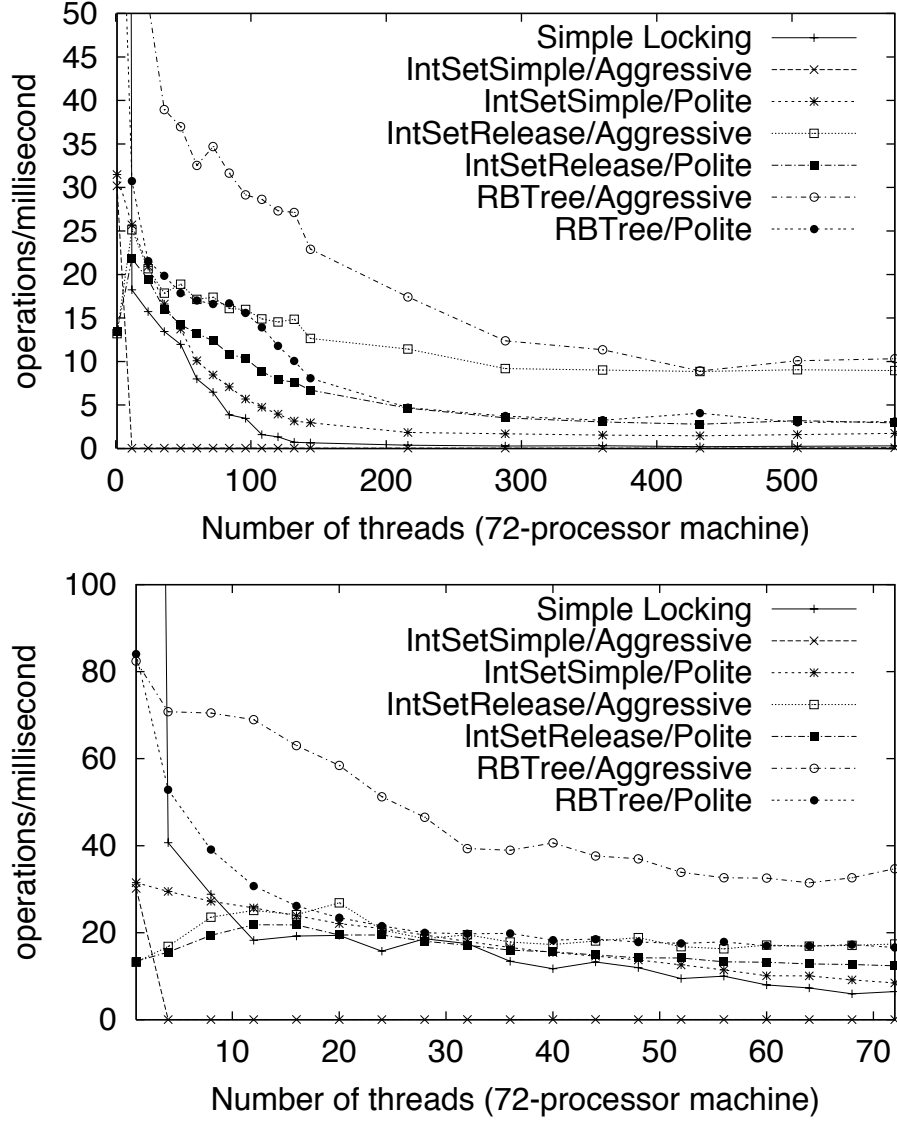 50
45
40
35
30
25
20
15
10
5
0
operations/millisecond
Simple Locking
IntSetSimple/Aggressive
IntSetSimple/Polite
IntSetRelease/Aggressive
IntSetRelease/Polite
RBTree/Aggressive
RBTree/Polite
0 100 200 300 400 500
Number of threads (72-processor machine)
100
80
60
40
20
0
operations/millisecond
Simple Locking
IntSetSimple/Aggressive
IntSetSimple/Polite
IntSetRelease/Aggressive
IntSetRelease/Polite
RBTree/Aggressive
RBTree/Polite
10 20 30 40 50 60 70
Number of threads (72-processor machine)